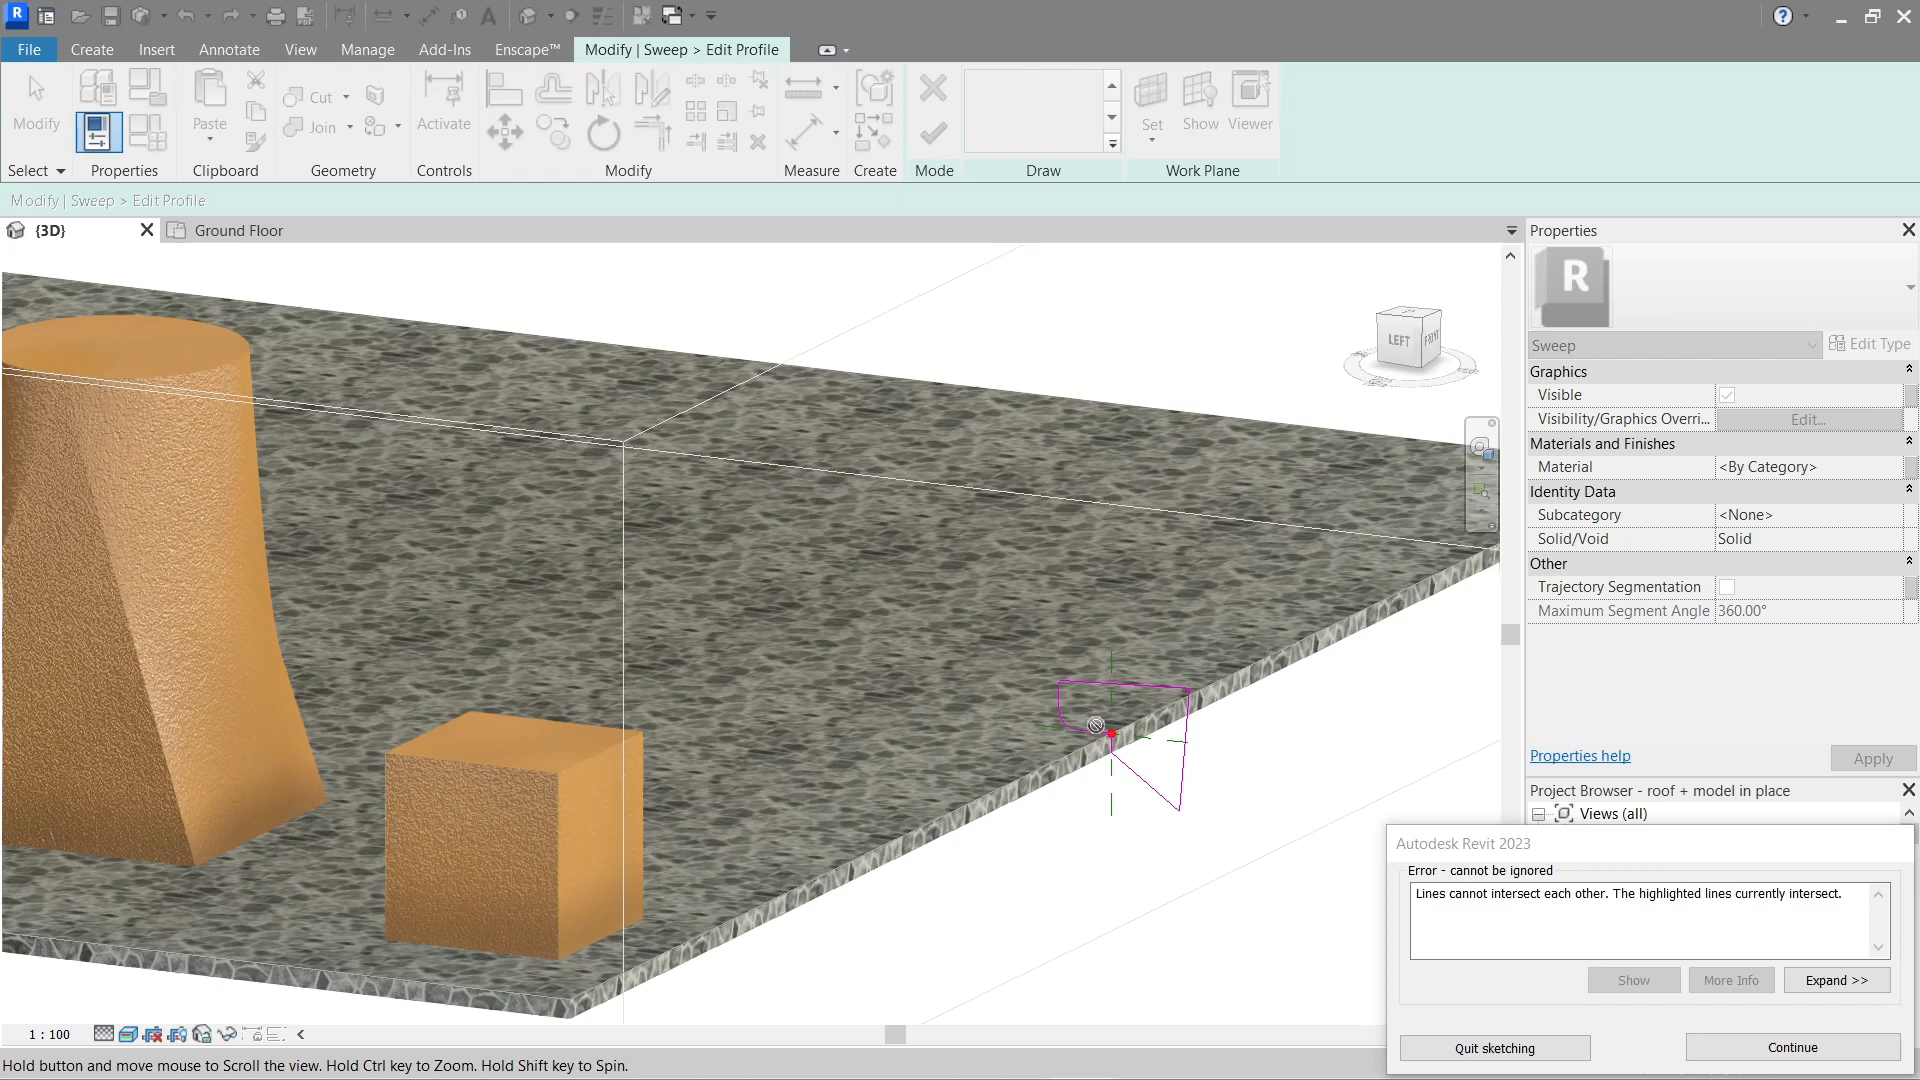 R
File
Create
Insert
Annotate
View
Manage
Add-Ins
Enscape™
Modify | Sweep > Edit Profile
Modify
Paste
Cut
Join
Activate
Set
Show
Viewer
Select
Properties
Clipboard
Geometry
Controls
Modify
Measure
Create
Mode
Draw
Work Plane
Modify | Sweep > Edit Profile
{3D}
Ground Floor
LEFT
FRONT
Properties
R
Sweep
Edit Type
Graphics
Visible
Visibility/Graphics Overri... Edit...
Materials and Finishes
Material <By Category>
Identity Data
Subcategory <None>
Solid/Void Solid
Other
Trajectory Segmentation
Maximum Segment Angle 360.00°
Properties help
Apply
Project Browser - roof + model in place
Views (all)
Autodesk Revit 2023
Error - cannot be ignored
Lines cannot intersect each other. The highlighted lines currently intersect.
Show
More Info
Expand >>
Quit sketching
Continue
1 : 100
Hold button and move mouse to Scroll the view. Hold Ctrl key to Zoom. Hold Shift key to Spin.